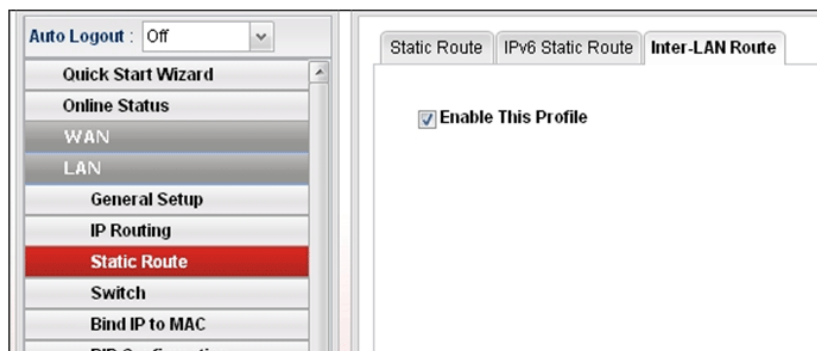 Auto Logout : Off
Quick Start Wizard
Online Status
WAN
LAN
General Setup
IP Routing
Static Route
Switch
Bind IP to MAC
Static Route
IPv6 Static Route
Inter-LAN Route
Enable This Profile